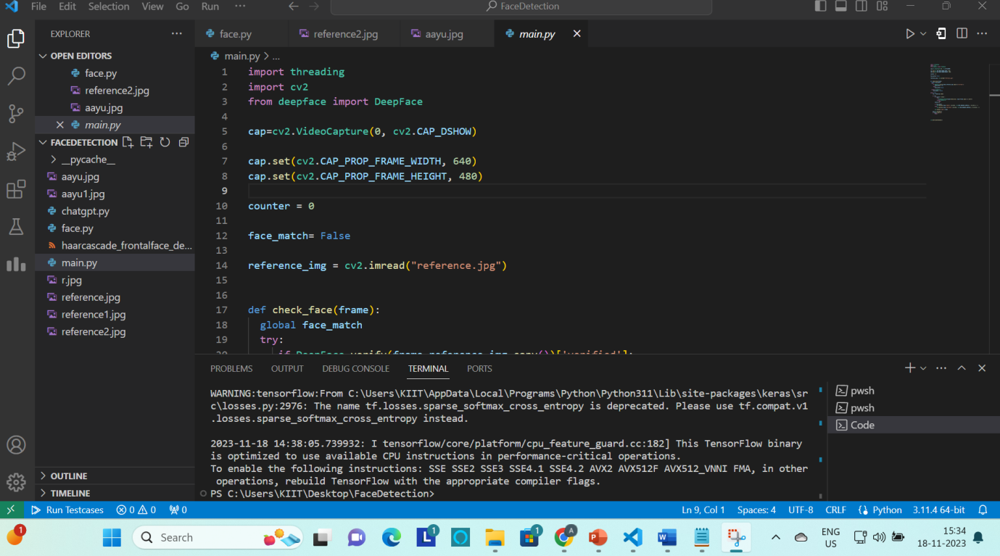 File Edit Selection View Go Run ··· FaceDetection
EXPLORER ···
OPEN EDITORS
face.py
reference2.jpg
aayu.jpg
main.py
FACEDETECTION
__pycache__
aayu.jpg
aayu1.jpg
chatgpt.py
face.py
haarcascade_frontalface_de...
main.py
r.jpg
reference.jpg
reference1.jpg
reference2.jpg
OUTLINE
TIMELINE
face.py reference2.jpg aayu.jpg main.py
main.py > ...
1 import threading
2 import cv2
3 from deepface import DeepFace
4
5 cap=cv2.VideoCapture(0, cv2.CAP_DSHOW)
6
7 cap.set(cv2.CAP_PROP_FRAME_WIDTH, 640)
8 cap.set(cv2.CAP_PROP_FRAME_HEIGHT, 480)
9
10 counter = 0
11
12 face_match= False
13
14 reference_img = cv2.imread("reference.jpg")
15
16
17 def check_face(frame):
18 global face_match
19 try:
20 if DeepFace.verify(frame,reference_img.copy())['verified']:
PROBLEMS OUTPUT DEBUG CONSOLE TERMINAL PORTS
WARNING:tensorflow:From C:\Users\KIIT\AppData\Local\Programs\Python\Python311\Lib\site-packages\keras\sr
c\losses.py:2976: The name tf.losses.sparse_softmax_cross_entropy is deprecated. Please use tf.compat.v1
.losses.sparse_softmax_cross_entropy instead.
2023-11-18 14:38:05.739932: I tensorflow/core/platform/cpu_feature_guard.cc:182] This TensorFlow binary
is optimized to use available CPU instructions in performance-critical operations.
To enable the following instructions: SSE SSE2 SSE3 SSE4.1 SSE4.2 AVX2 AVX512F AVX512_VNNI FMA, in other
operations, rebuild TensorFlow with the appropriate compiler flags.
PS C:\Users\KIIT\Desktop\FaceDetection>
pwsh
pwsh
Code
Run Testcases 0 0 0 Ln 9, Col 1 Spaces: 4 UTF-8 CRLF Python 3.11.4 64-bit
1 Search 1 1 A ENG 15:34
US 18-11-2023